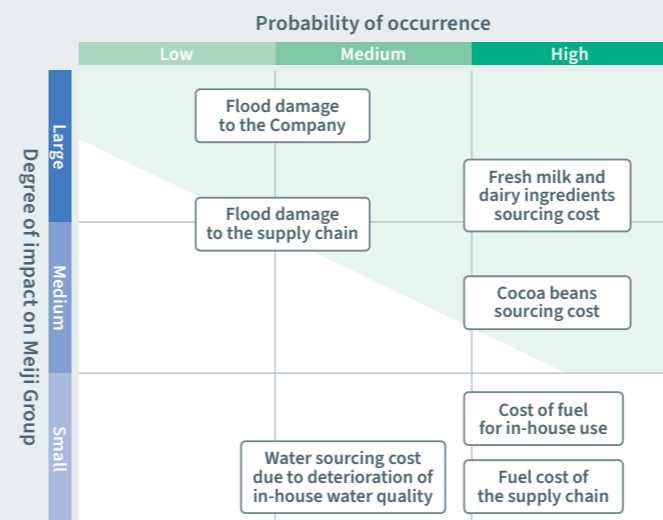 Probability of occurrence
Low
Medium
High
Degree of impact on Meiji Group
Large
Medium
Small
Flood damage
to the Company
Fresh milk and
dairy ingredients
sourcing cost
Flood damage
to the supply chain
Cocoa beans
sourcing cost
Cost of fuel
for in-house use
Water sourcing cost
due to deterioration of
in-house water quality
Fuel cost of
the supply chain